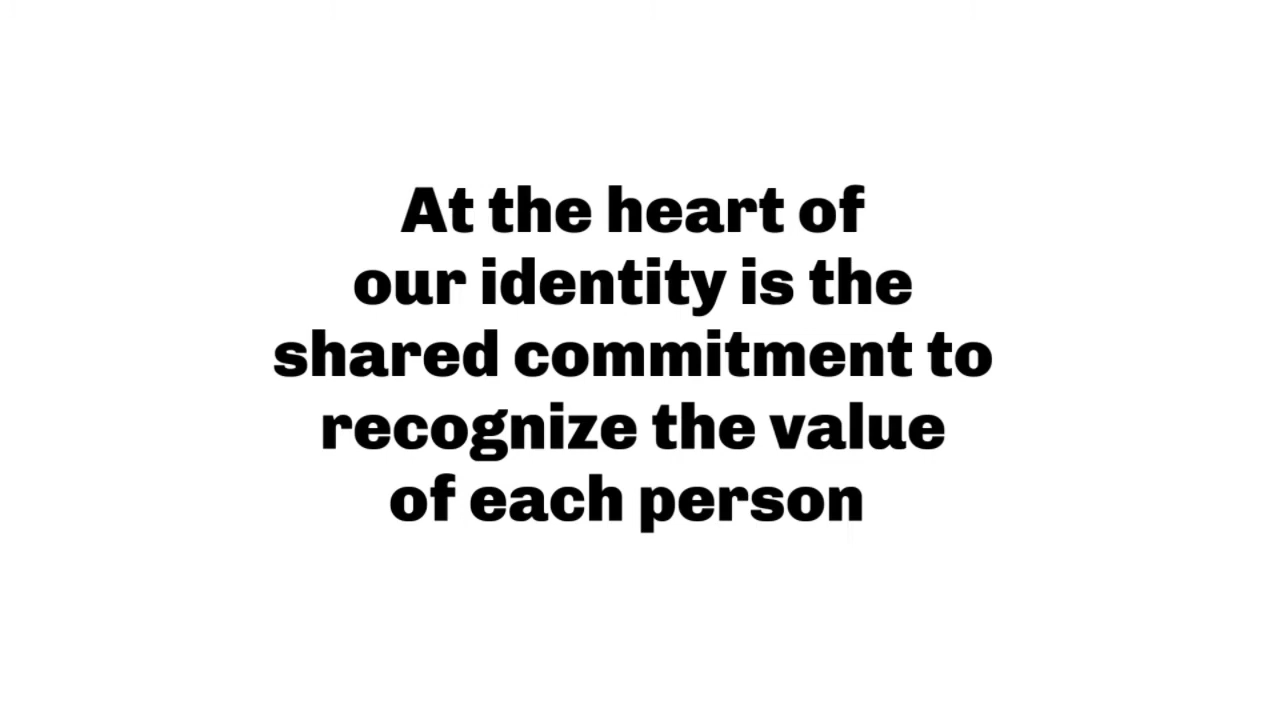 At the heart of
our identity is the
shared commitment to
recognize the value
of each person